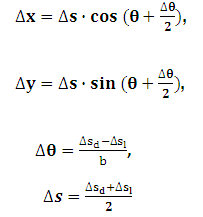 Δx = Δs · cos (θ + Δθ/2),
Δy = Δs · sin (θ + Δθ/2),
Δθ = Δs_d−Δs_l/b,
Δs = Δs_d+Δs_l/2